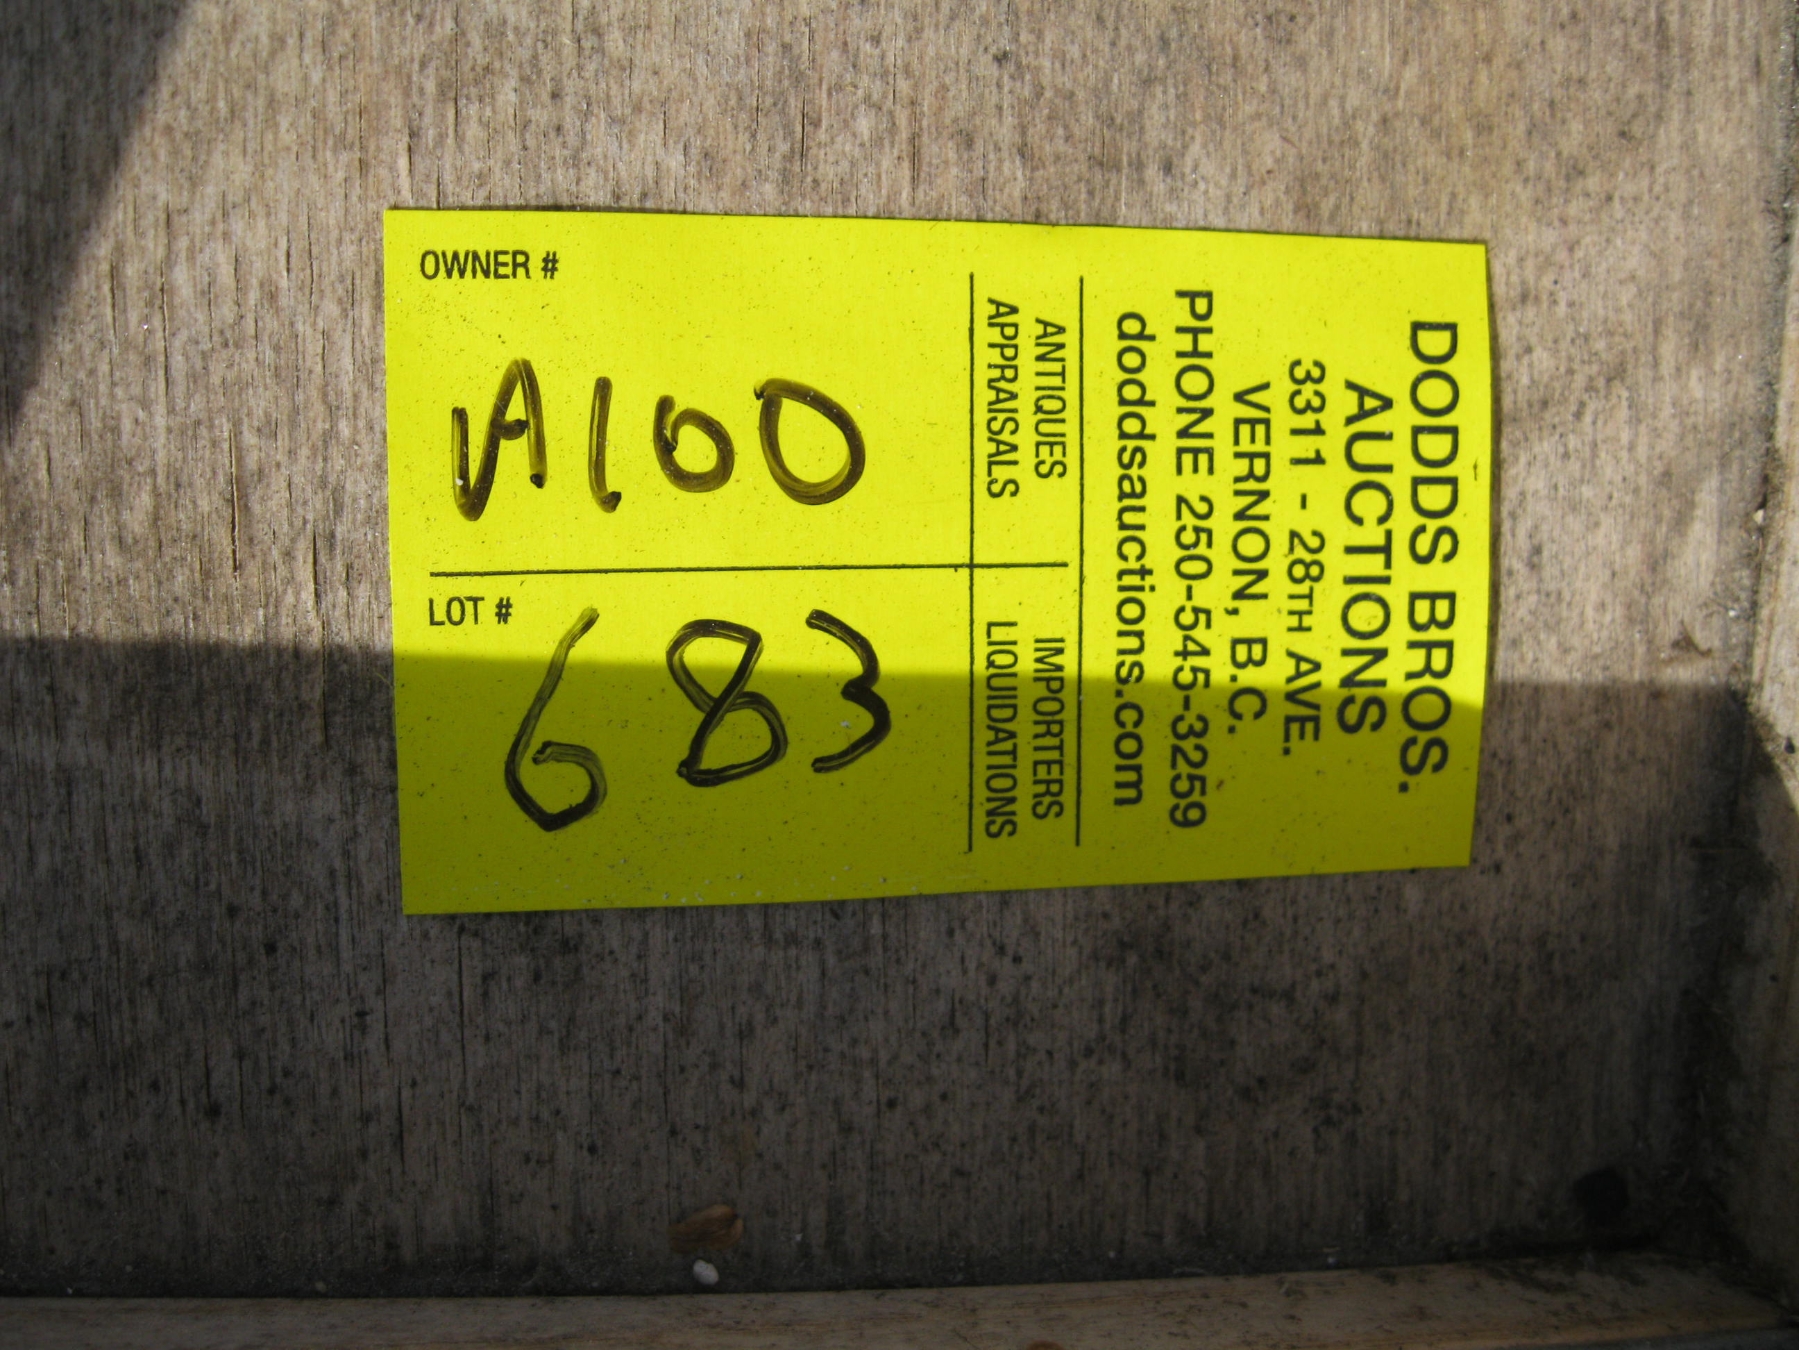 DODDS BROS.
AUCTIONS
3311 - 28TH AVE.
VERNON, B.C.
PHONE 250-545-3259
doddsauctions.com
ANTIQUES
APPRAISALS
IMPORTERS
LIQUIDATIONS
OWNER #
A100
LOT #
683